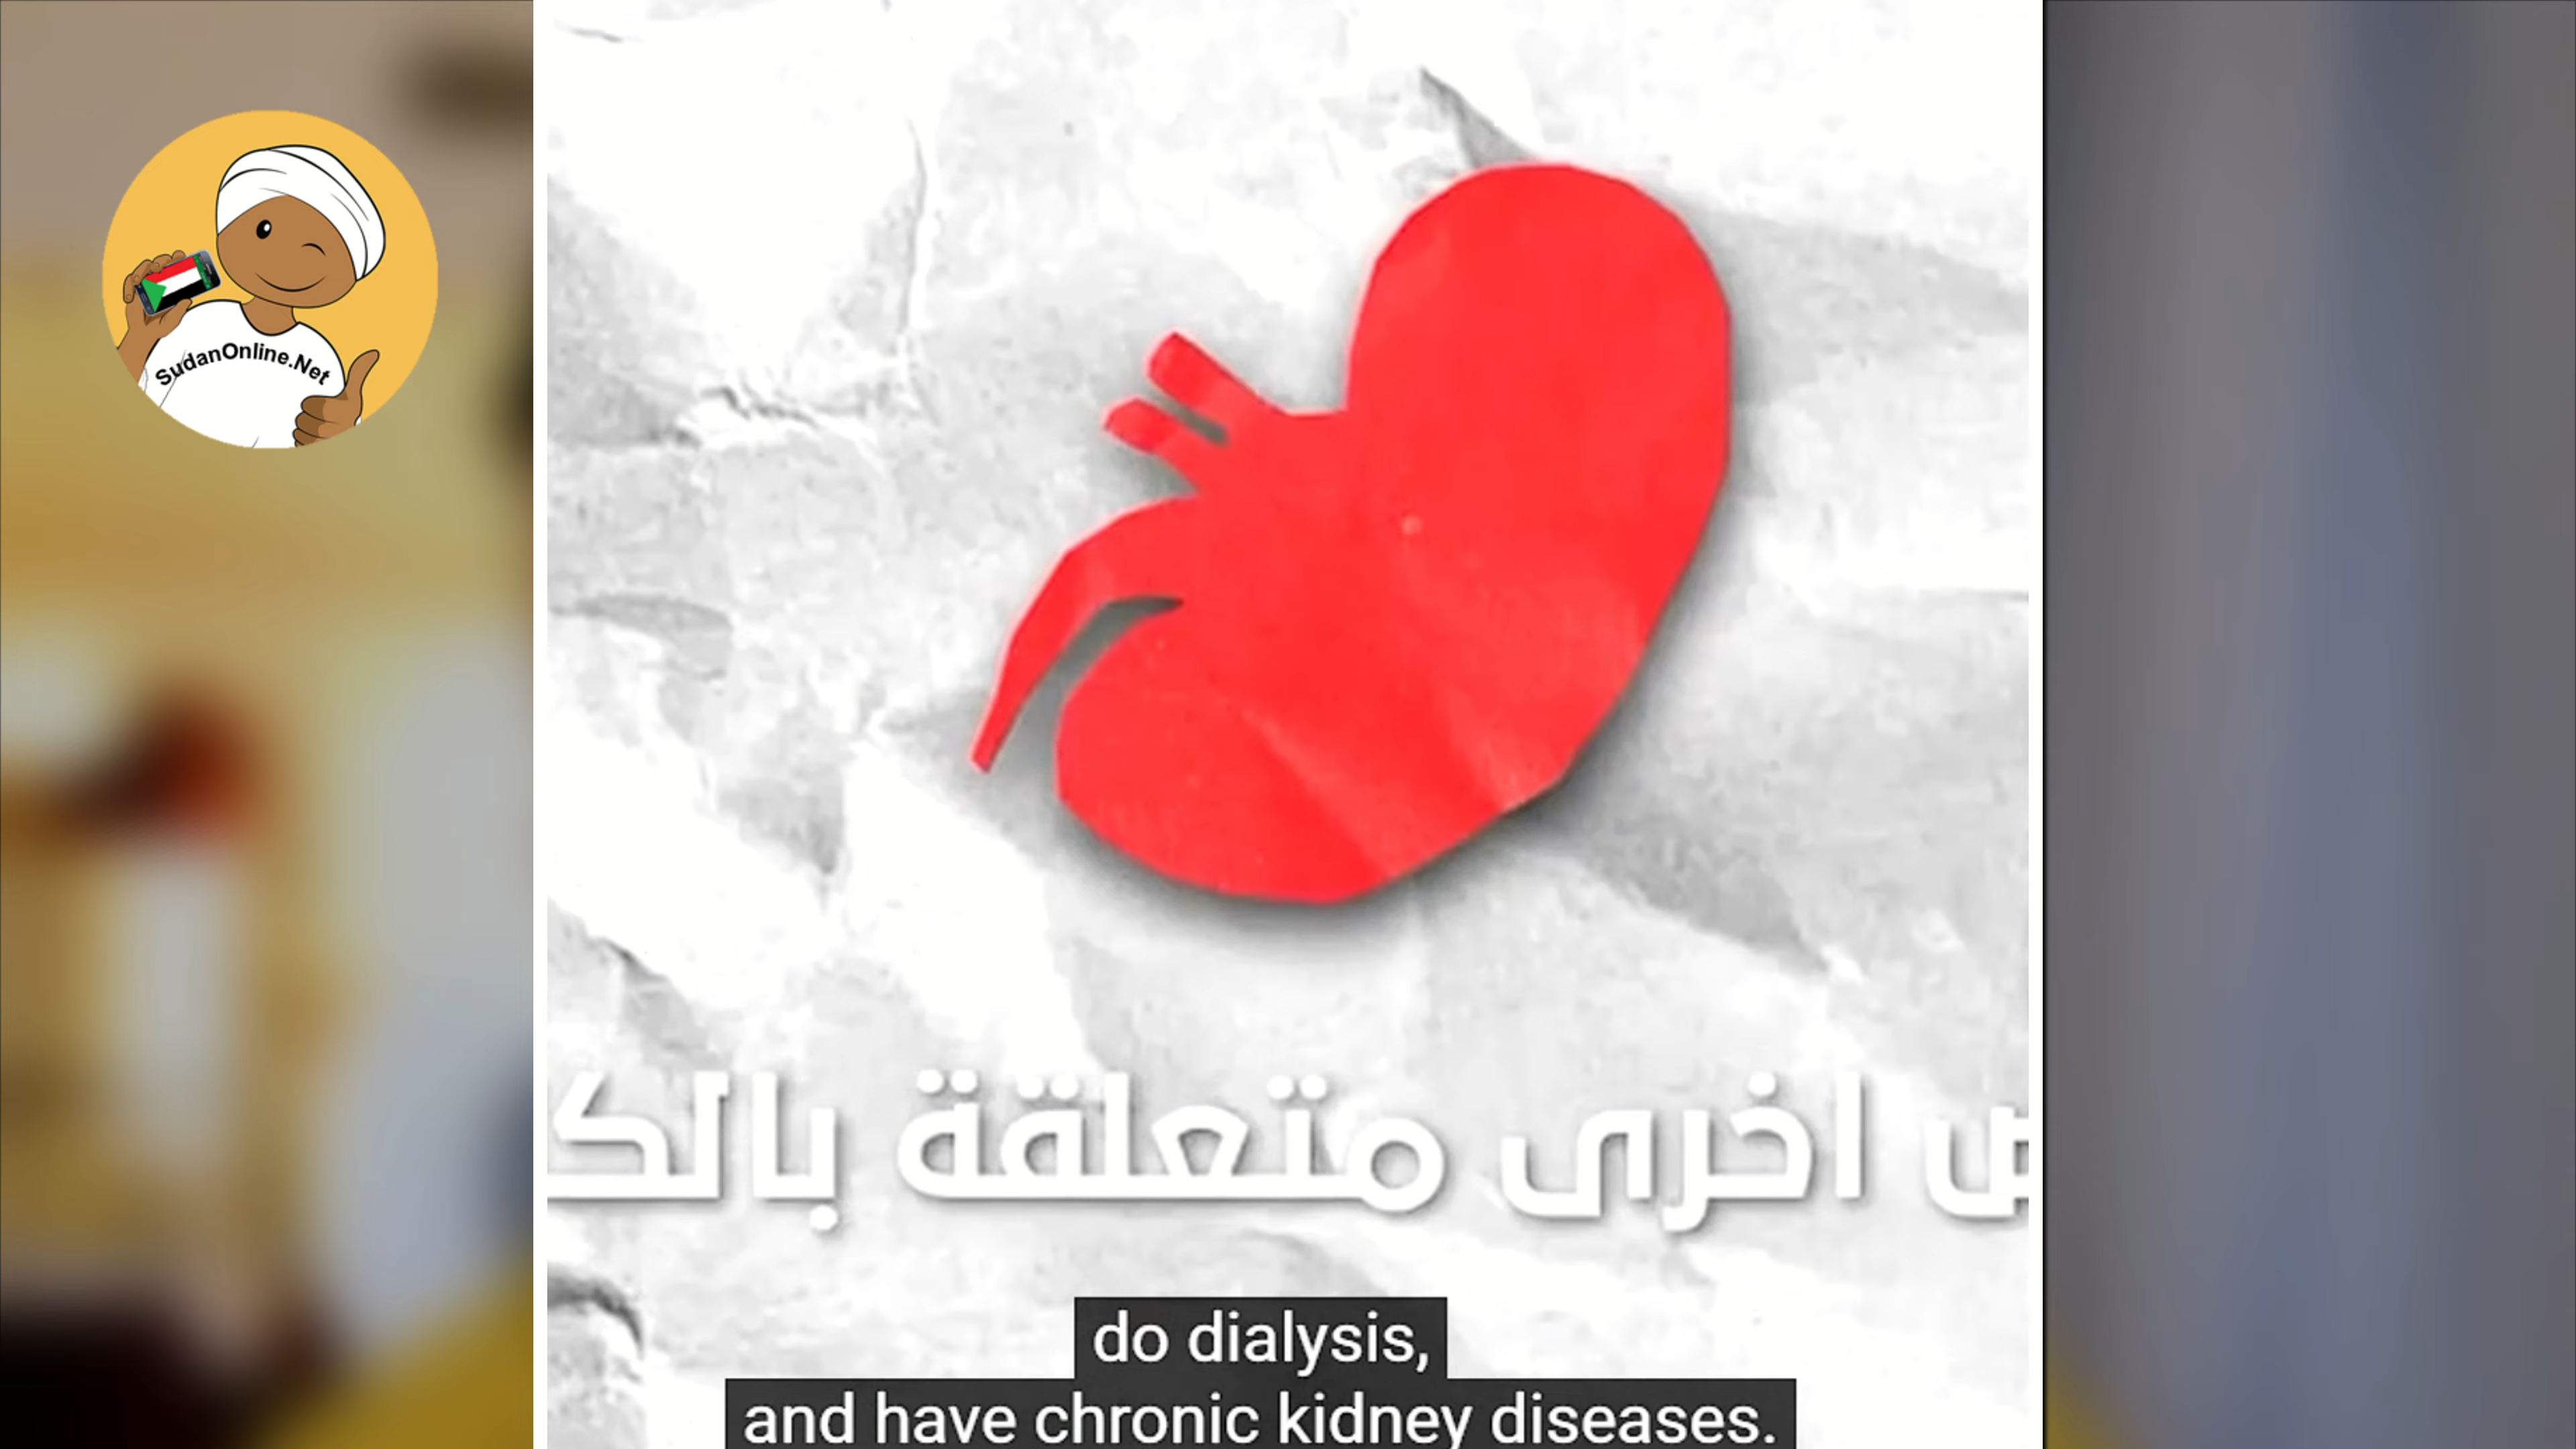 SudanOnline.Net
اخرى متعلقة
do dialysis,
and have chronic kidney diseases.